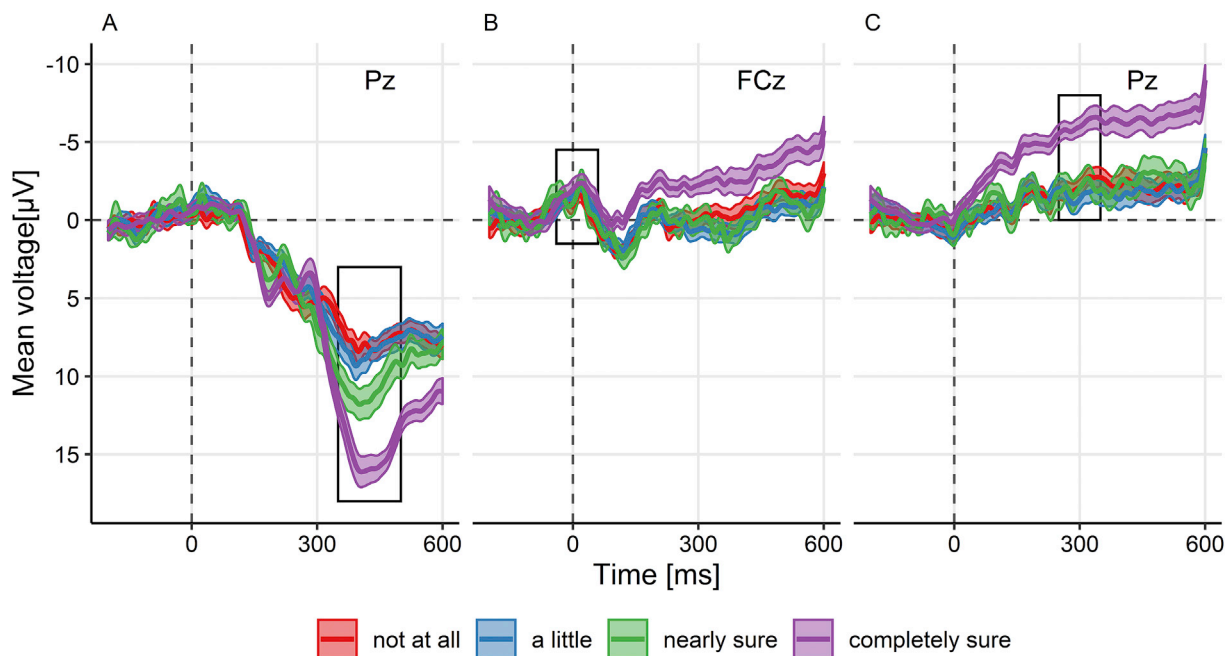 A B C
Pz FCz Pz
Mean voltage[µV]
-10
-5
0
5
10
15
0 300 600 0 300 600 0 300 600
Time [ms]
not at all a little nearly sure completely sure